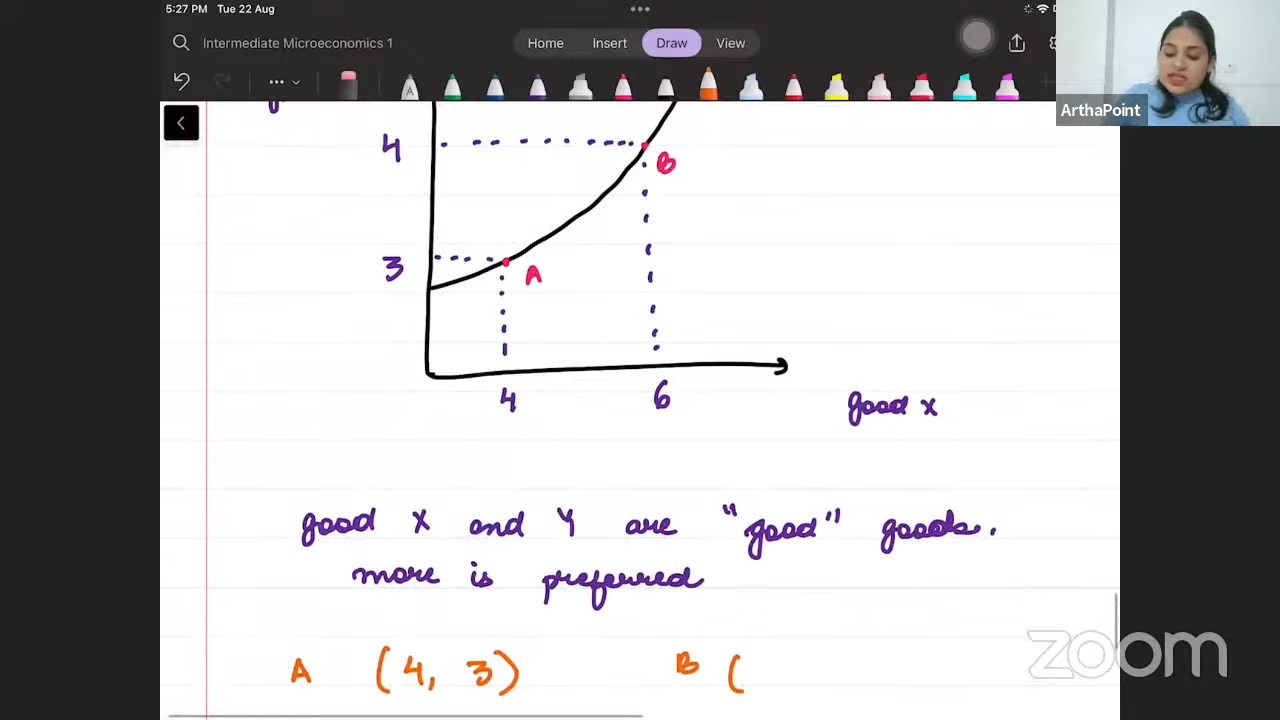 5:27 PM Tue 22 Aug
Intermediate Microeconomics 1
Home Insert Draw View
ArthaPoint
4
B
3
A
4 6
good x
good X and Y are "good" goods.
more is preferred
A (4, 3) B (
zoom